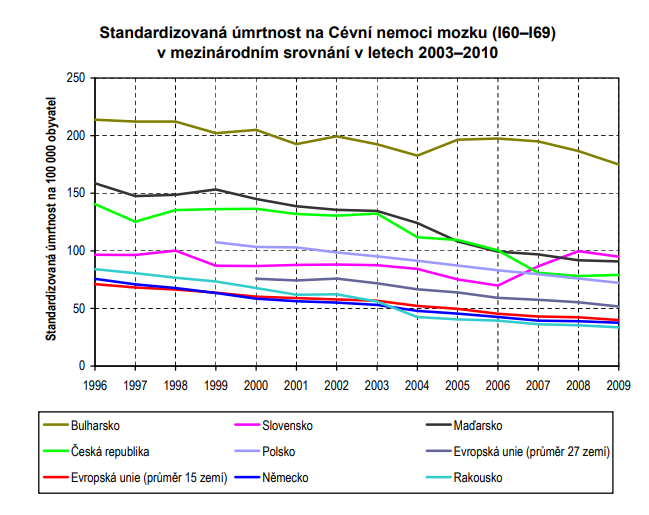 Standardizovaná úmrtnost na Cévní nemoci mozku (I60–I69)
v mezinárodním srovnání v letech 2003–2010
Standardizovaná úmrtnost na 100 000 obyvatel
250
200
150
100
50
0
1996 1997 1998 1999 2000 2001 2002 2003 2004 2005 2006 2007 2008 2009
Bulharsko Slovensko Maďarsko
Česká republika Polsko Evropská unie (průměr 27 zemí)
Evropská unie (průměr 15 zemí) Německo Rakousko